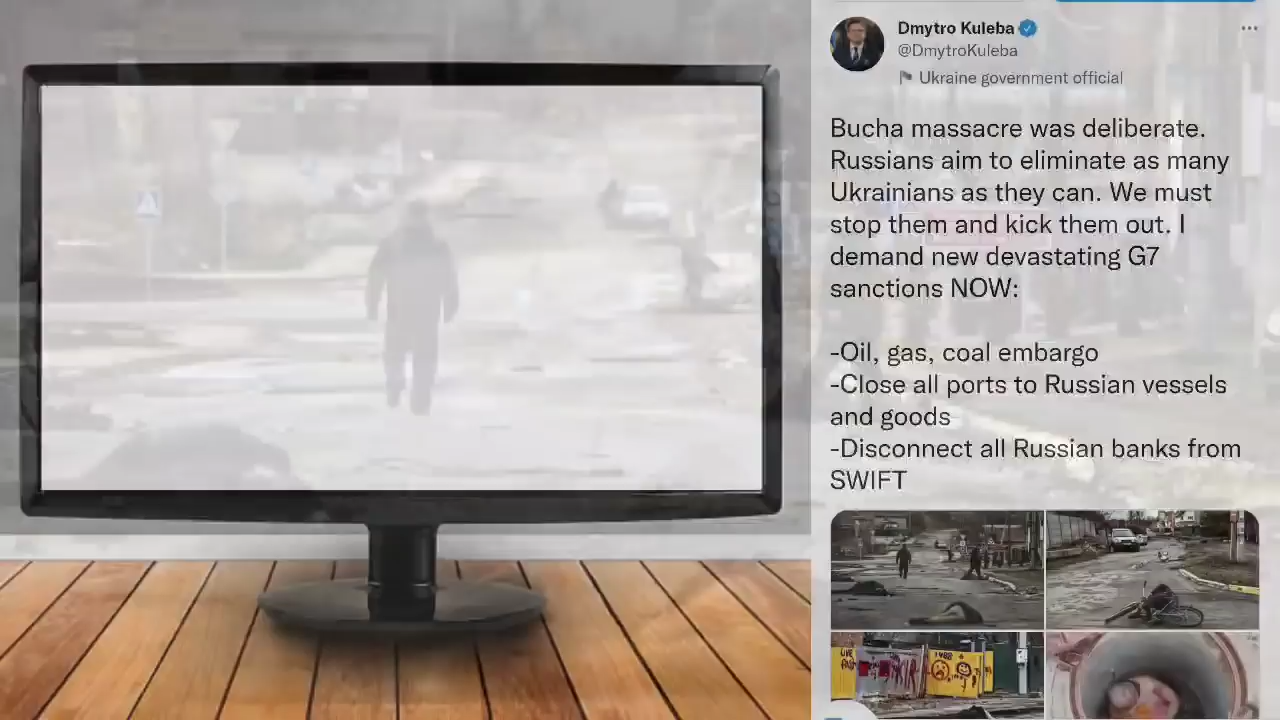 Dmytro Kuleba
@DmytroKuleba
Ukraine government official
Bucha massacre was deliberate.
Russians aim to eliminate as many
Ukrainians as they can. We must
stop them and kick them out. I
demand new devastating G7
sanctions NOW:
-Oil, gas, coal embargo
-Close all ports to Russian vessels
and goods
-Disconnect all Russian banks from
SWIFT